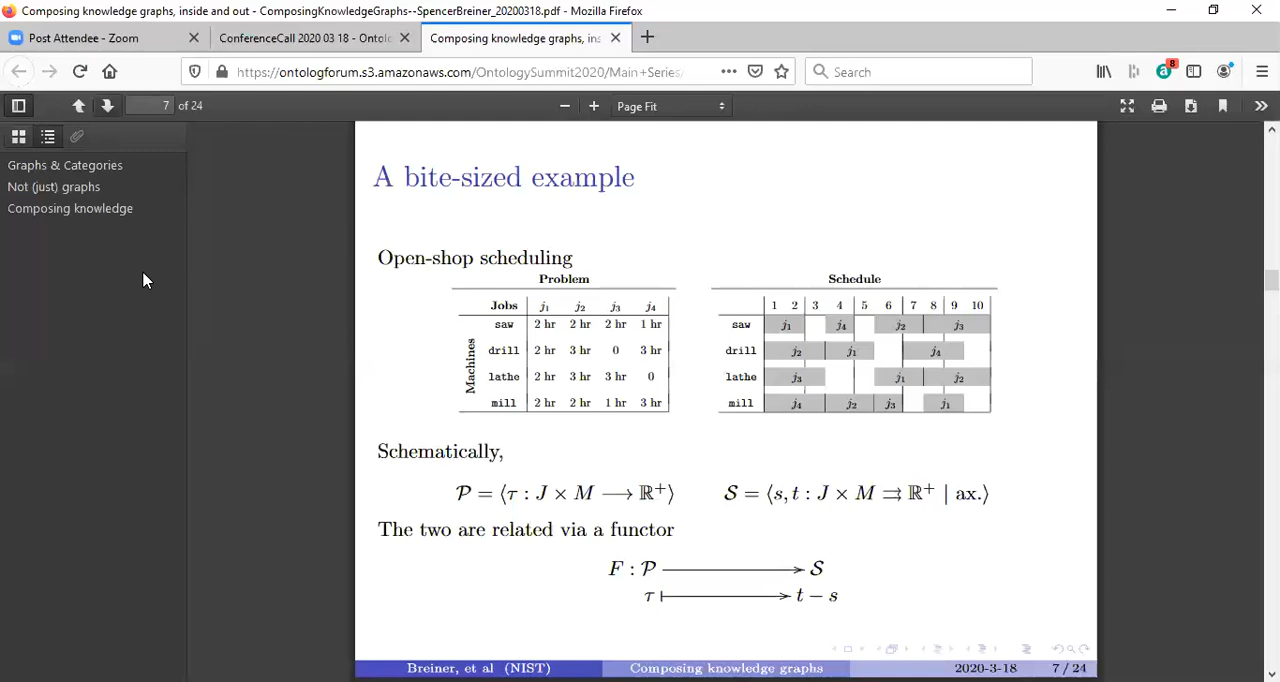 Composing knowledge graphs, inside and out - ComposingKnowledgeGraphs--SpencerBreiner_20200318.pdf - Mozilla Firefox
Post Attendee - Zoom
ConferenceCall 2020 03 18 - Ontolo
Composing knowledge graphs, ins
https://ontologforum.s3.amazonaws.com/OntologySummit2020/Main+Series/
Search
8
7 of 24
Page Fit
Graphs & Categories
Not (just) graphs
Composing knowledge
A bite-sized example
Open-shop scheduling
Problem
Jobs j₁ j₂ j₃ j₄
Machines
saw 2 hr 2 hr 2 hr 1 hr
drill 2 hr 3 hr 0 3 hr
lathe 2 hr 3 hr 3 hr 0
mill 2 hr 2 hr 1 hr 3 hr
Schedule
1 2 3 4 5 6 7 8 9 10
saw j₁ j₄ j₂ j₃
drill j₂ j₁ j₄
lathe j₃ j₁ j₂
mill j₄ j₂ j₃ j₁
Schematically,
𝒫 = ⟨τ : J × M ⟶ ℝ⁺⟩
𝒮 = ⟨s, t : J × M ⇉ ℝ⁺ | ax.⟩
The two are related via a functor
F : 𝒫 ⟶ 𝒮
τ ⟼ t − s
Breiner, et al (NIST) Composing knowledge graphs 2020-3-18 7 / 24